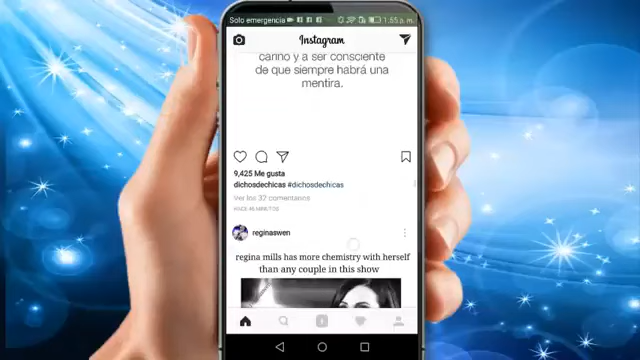 Solo emergencia
1:55 p. m.
Instagram
cariño y a ser consciente
de que siempre habrá una
mentira.
9,425 Me gusta
dichosdechicas #dichosdechicas
Ver los 32 comentarios
HACE 46 MINUTOS
reginaswen
regina mills has more chemistry with herself
than any couple in this show